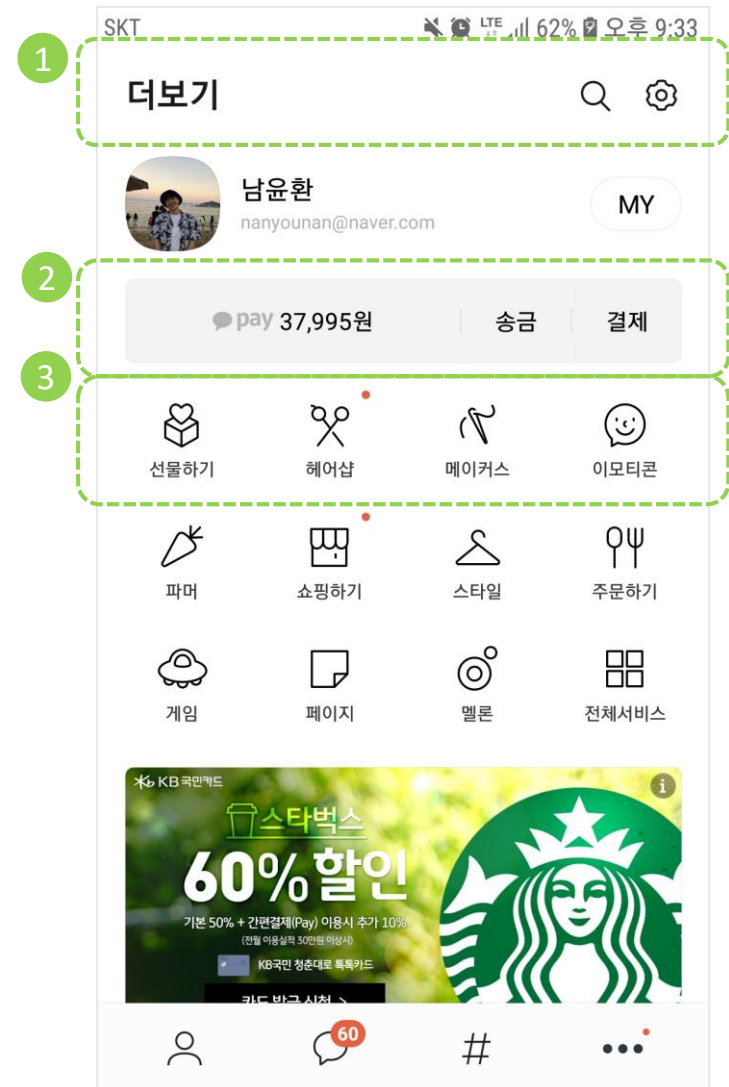 SKT LTE 62% 오후 9:33
1
더보기
남윤환
nanyounan@naver.com
MY
2
pay 37,995원 송금 결제
3
선물하기 헤어샵 메이커스 이모티콘
파머 쇼핑하기 스타일 주문하기
게임 페이지 멜론 전체서비스
KB국민카드
i
스타벅스
60% 할인
기본 50% + 간편결제(Pay) 이용시 추가 10%
(전월 이용실적 30만원 이상시)
KB국민 청춘대로 톡톡카드
카드 발급 신청 >
60
#